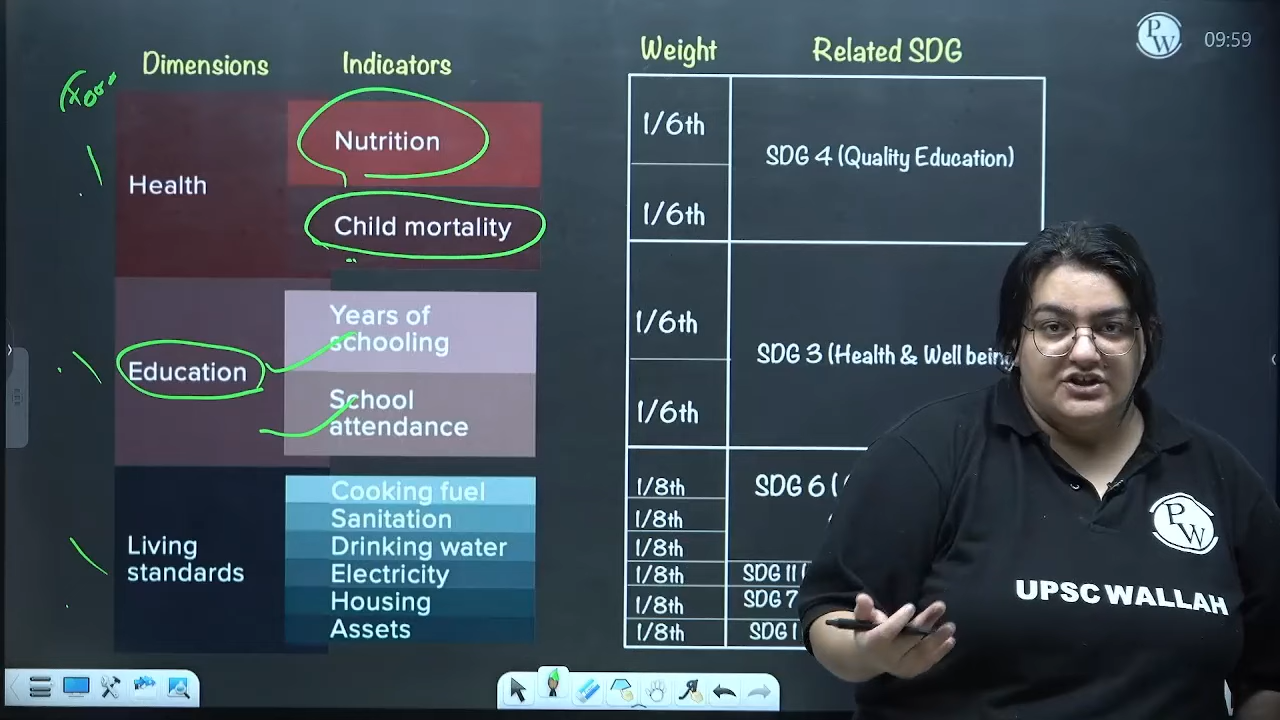 Dimensions Indicators Weight Related SDG
PW 09:59
Health
Nutrition
Child mortality
1/6th
1/6th
SDG 4 (Quality Education)
Education
Years of
schooling
School
attendance
1/6th
1/6th
SDG 3 (Health & Well being
Living
standards
Cooking fuel
Sanitation
Drinking water
Electricity
Housing
Assets
1/8th
1/8th
1/8th
1/8th
1/8th
1/8th
SDG 6 (
SDG 11 (
SDG 7
SDG 1
PW
UPSC WALLAH